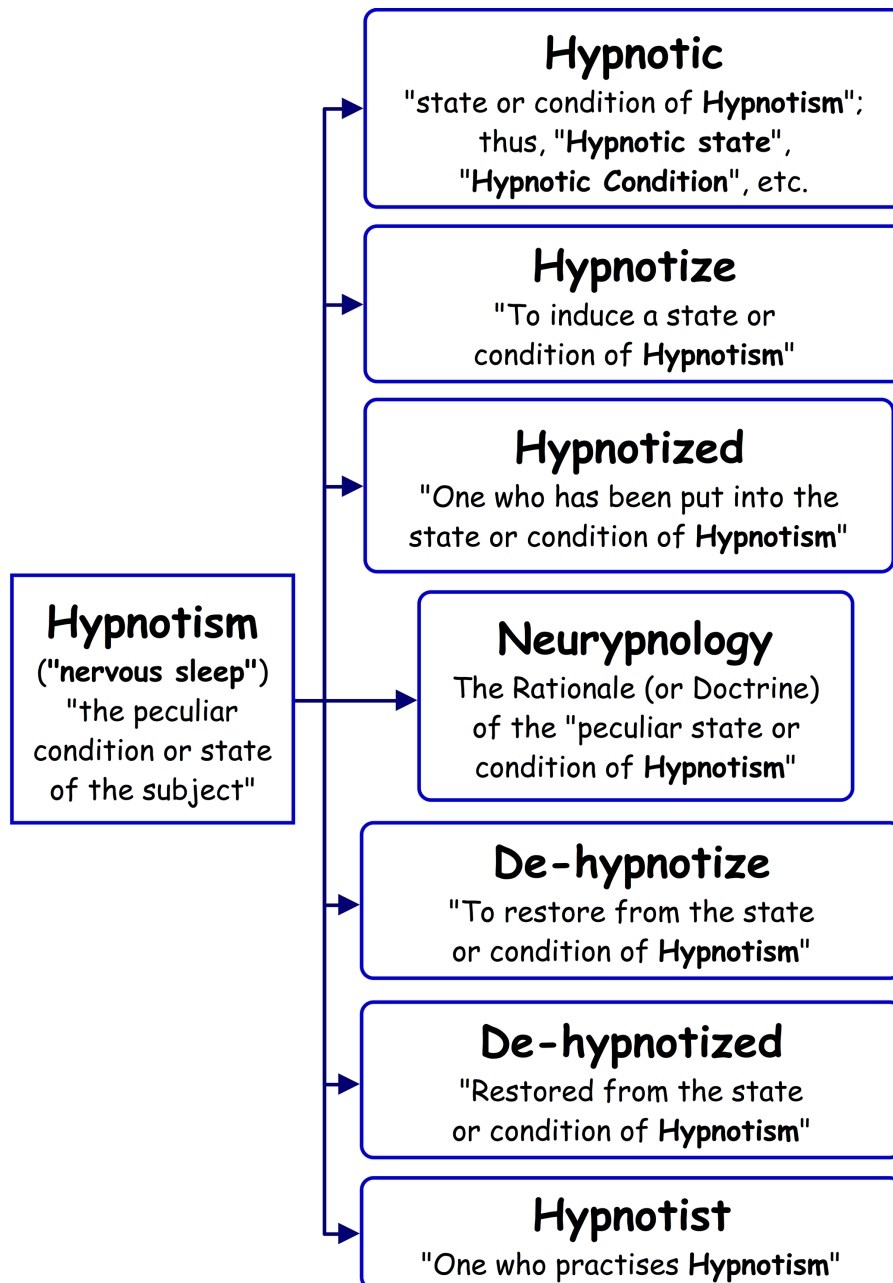 Hypnotic
"state or condition of Hypnotism";
thus, "Hypnotic state",
"Hypnotic Condition", etc.
Hypnotize
"To induce a state or
condition of Hypnotism"
Hypnotized
"One who has been put into the
state or condition of Hypnotism"
Hypnotism
("nervous sleep")
"the peculiar
condition or state
of the subject"
Neurypnology
The Rationale (or Doctrine)
of the "peculiar state or
condition of Hypnotism"
De-hypnotize
"To restore from the state
or condition of Hypnotism"
De-hypnotized
"Restored from the state
or condition of Hypnotism"
Hypnotist
"One who practises Hypnotism"